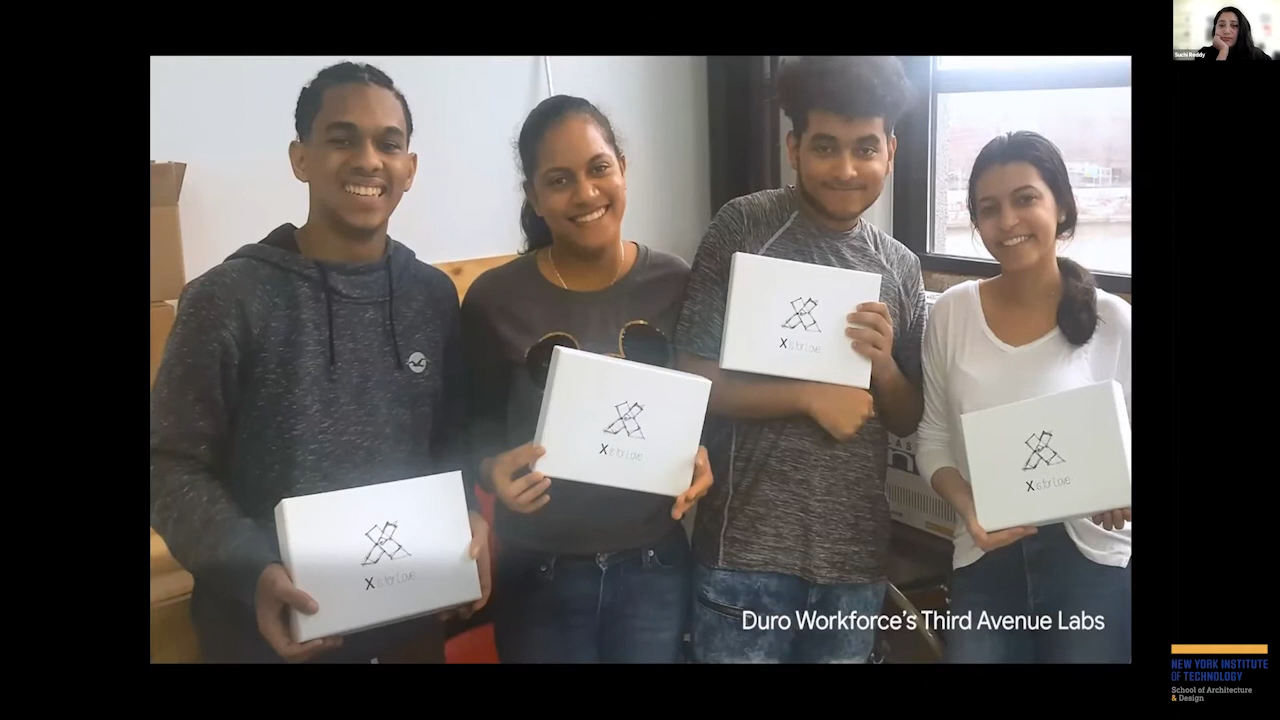 Suchi Reddy
X is for Love
X is for Love
X is for Love
X is for Love
Duro Workforce's Third Avenue Labs
NEW YORK INSTITUTE
OF TECHNOLOGY
School of Architecture
& Design